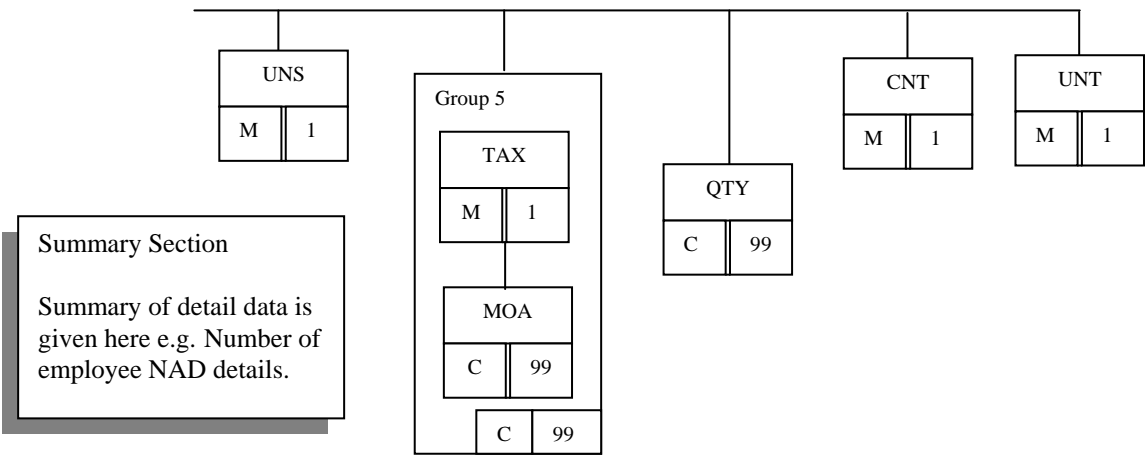 UNS
M 1
Group 5
TAX
M 1
MOA
C 99
C 99
QTY
C 99
CNT
M 1
UNT
M 1
Summary Section
Summary of detail data is
given here e.g. Number of
employee NAD details.